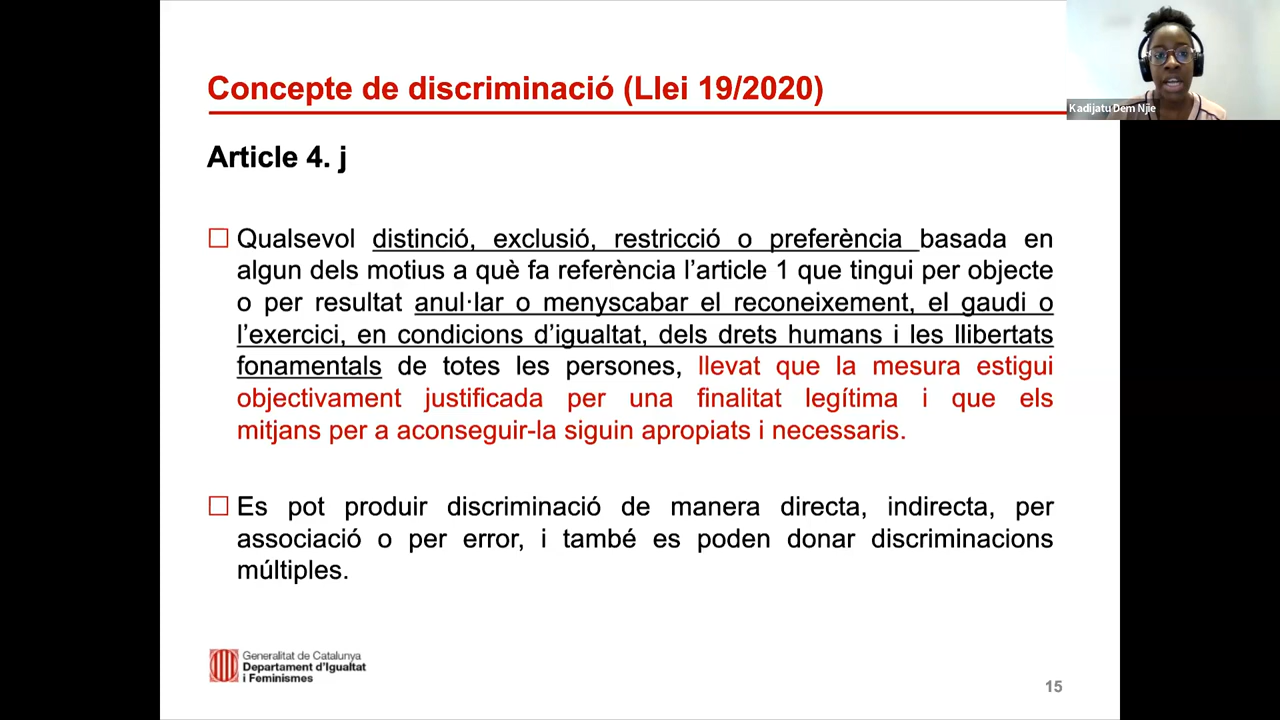 Concepte de discriminació (Llei 19/2020)
Kadijatu Dem Njie
Article 4. j
Qualsevol distinció, exclusió, restricció o preferència basada en
algun dels motius a què fa referència l’article 1 que tingui per objecte
o per resultat anul·lar o menyscabar el reconeixement, el gaudi o
l’exercici, en condicions d’igualtat, dels drets humans i les llibertats
fonamentals de totes les persones, llevat que la mesura estigui
objectivament justificada per una finalitat legítima i que els
mitjans per a aconseguir-la siguin apropiats i necessaris.
Es pot produir discriminació de manera directa, indirecta, per
associació o per error, i també es poden donar discriminacions
múltiples.
Generalitat de Catalunya
Departament d’Igualtat
i Feminismes
15